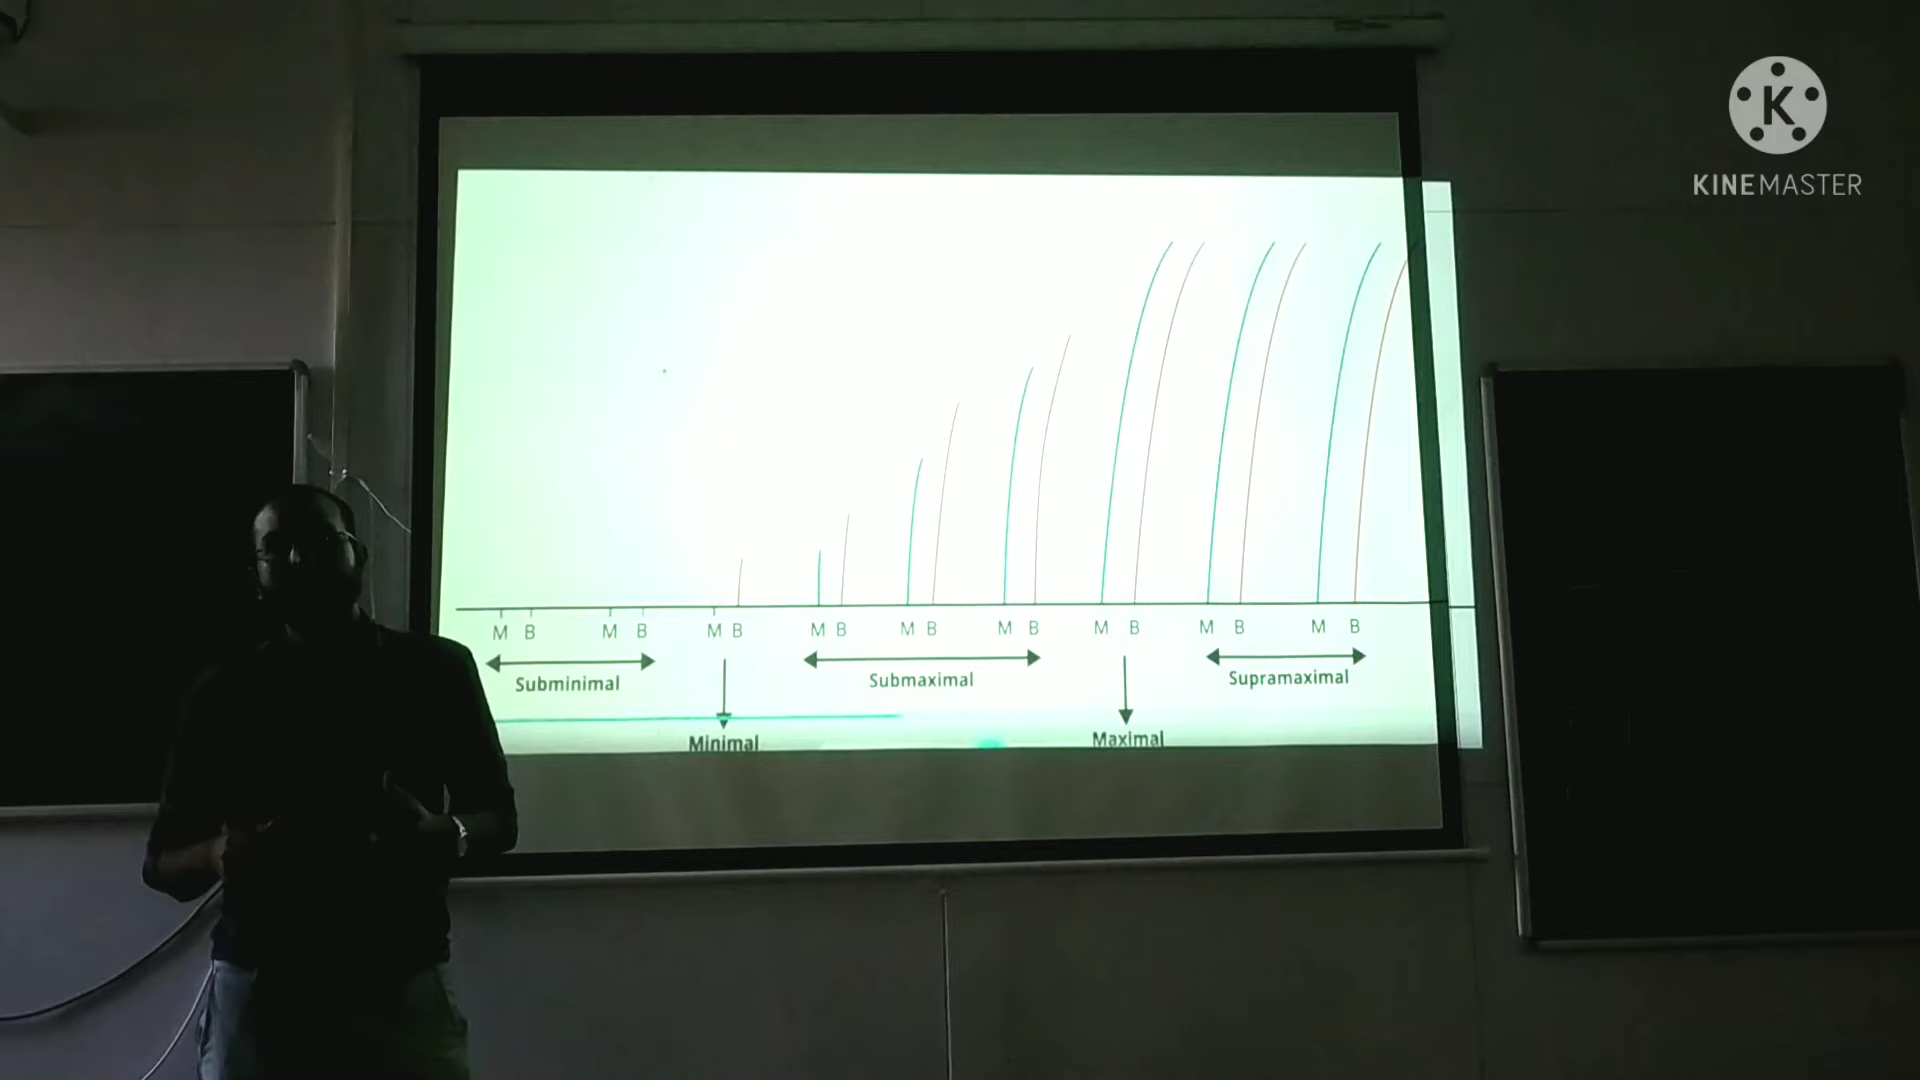 K
KINEMASTER
M B M B M B M B M B M B M B M B M B
Subminimal Submaximal Supramaximal
Minimal Maximal